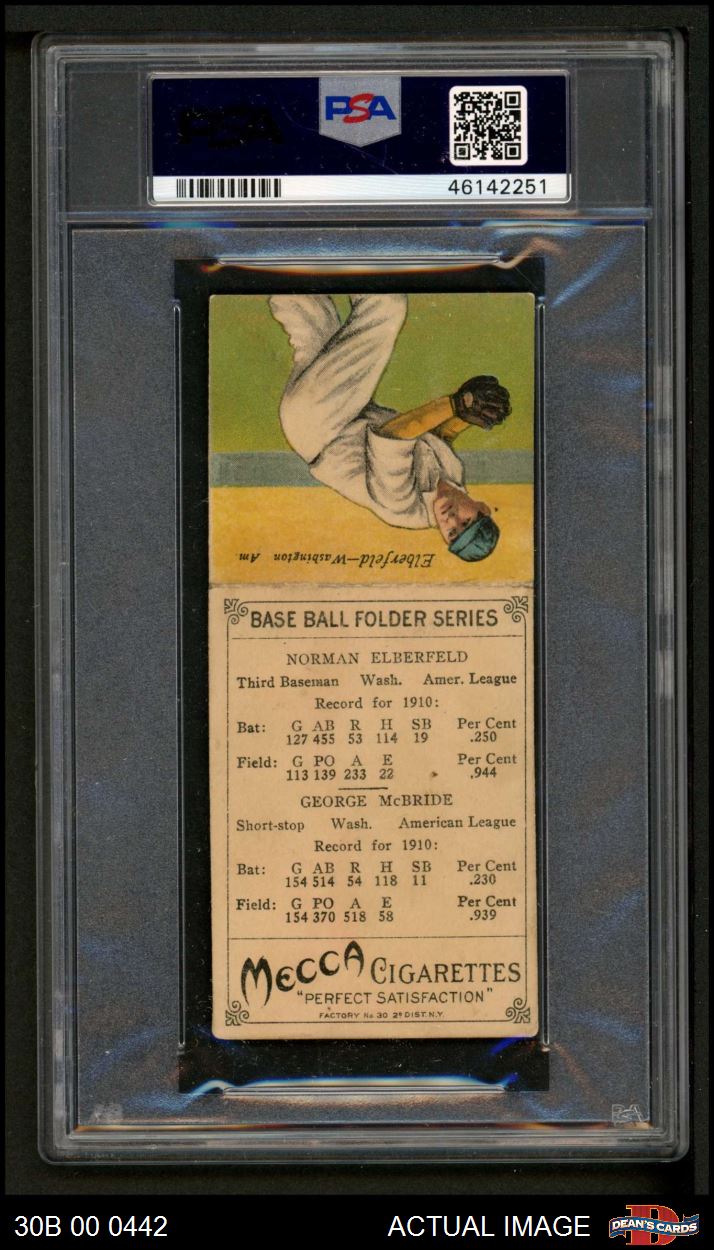 PSA
PSA
46142251
Elberfeld—Washington Am.
BASE BALL FOLDER SERIES
NORMAN ELBERFELD
Third Baseman Wash. Amer. League
Record for 1910:
Bat: G AB R H SB Per Cent
127 455 53 114 19 .250
Field: G PO A E Per Cent
113 139 233 22 .944
GEORGE McBRIDE
Short-stop Wash. American League
Record for 1910:
Bat: G AB R H SB Per Cent
154 514 54 118 11 .230
Field: G PO A E Per Cent
154 370 518 58 .939
MECCA CIGARETTES
"PERFECT SATISFACTION"
FACTORY No. 30 2D DIST. N.Y.
PSA
30B 00 0442 ACTUAL IMAGE DEAN'S CARDS